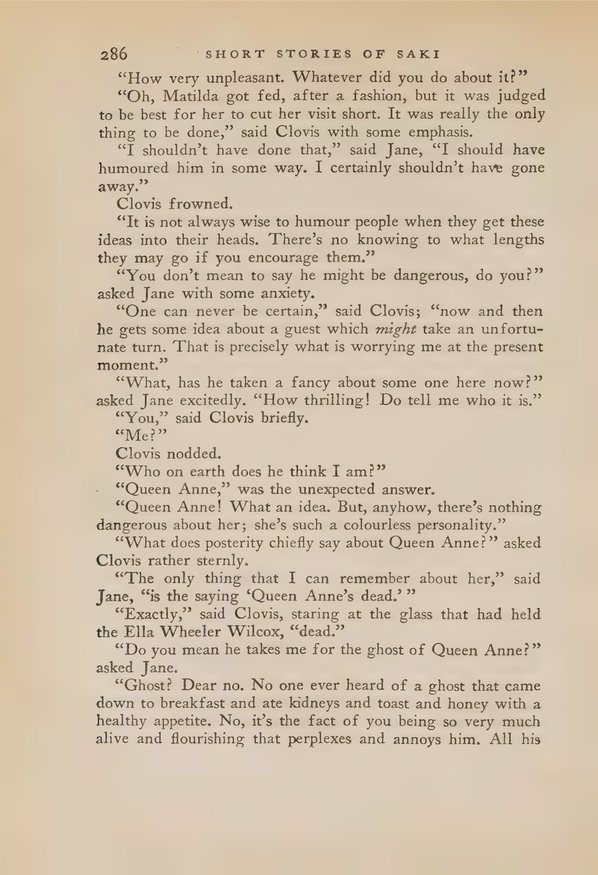 286 SHORT STORIES OF SAKI
“How very unpleasant. Whatever did you do about it?”
“Oh, Matilda got fed, after a fashion, but it was judged
to be best for her to cut her visit short. It was really the only
thing to be done,” said Clovis with some emphasis.
“I shouldn’t have done that,” said Jane, “I should have
humoured him in some way. I certainly shouldn’t have gone
away.”
Clovis frowned.
“It is not always wise to humour people when they get these
ideas into their heads. There’s no knowing to what lengths
they may go if you encourage them.”
“You don’t mean to say he might be dangerous, do you?”
asked Jane with some anxiety.
“One can never be certain,” said Clovis; “now and then
he gets some idea about a guest which might take an unfortu-
nate turn. That is precisely what is worrying me at the present
moment.”
“What, has he taken a fancy about some one here now?”
asked Jane excitedly. “How thrilling! Do tell me who it is.”
“You,” said Clovis briefly.
“Me?”
Clovis nodded.
“Who on earth does he think I am?”
“Queen Anne,” was the unexpected answer.
“Queen Anne! What an idea. But, anyhow, there’s nothing
dangerous about her; she’s such a colourless personality.”
“What does posterity chiefly say about Queen Anne?” asked
Clovis rather sternly.
“The only thing that I can remember about her,” said
Jane, “is the saying ‘Queen Anne’s dead.’ ”
“Exactly,” said Clovis, staring at the glass that had held
the Ella Wheeler Wilcox, “dead.”
“Do you mean he takes me for the ghost of Queen Anne?”
asked Jane.
“Ghost? Dear no. No one ever heard of a ghost that came
down to breakfast and ate kidneys and toast and honey with a
healthy appetite. No, it’s the fact of you being so very much
alive and flourishing that perplexes and annoys him. All his